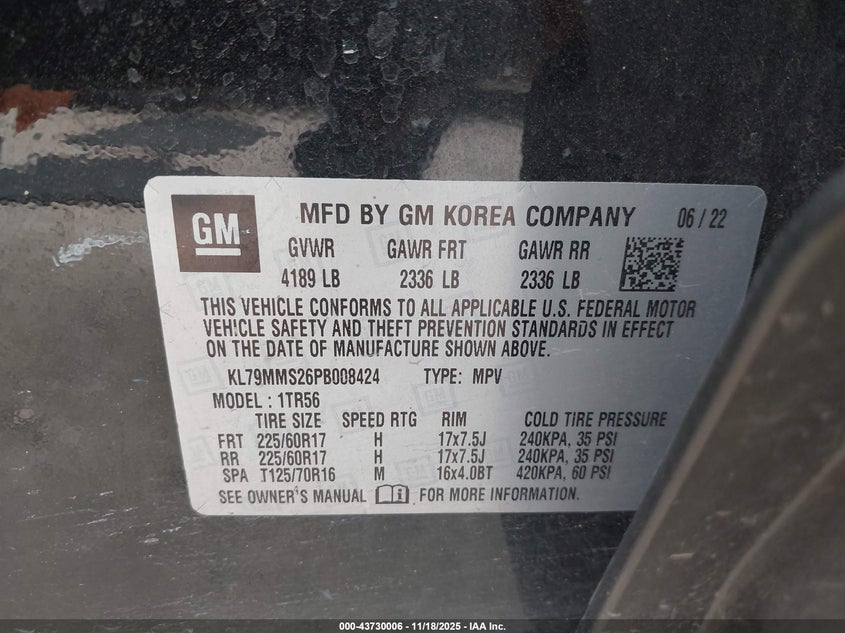 GM
MFD BY GM KOREA COMPANY 06 / 22
GVWR GAWR FRT GAWR RR
4189 LB 2336 LB 2336 LB
THIS VEHICLE CONFORMS TO ALL APPLICABLE U.S. FEDERAL MOTOR
VEHICLE SAFETY AND THEFT PREVENTION STANDARDS IN EFFECT
ON THE DATE OF MANUFACTURE SHOWN ABOVE.
KL79MMS26PB008424 TYPE: MPV
MODEL : 1TR56
TIRE SIZE SPEED RTG RIM COLD TIRE PRESSURE
FRT 225/60R17 H 17x7.5J 240KPA, 35 PSI
RR 225/60R17 H 17x7.5J 240KPA, 35 PSI
SPA T125/70R16 M 16x4.0BT 420KPA, 60 PSI
SEE OWNER'S MANUAL FOR MORE INFORMATION.
000-43730006 - 11/18/2025 - IAA Inc.